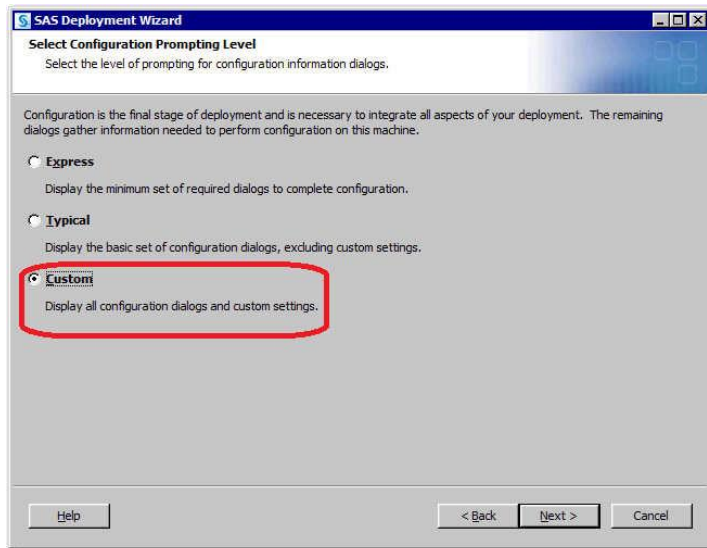 SAS Deployment Wizard
Select Configuration Prompting Level
Select the level of prompting for configuration information dialogs.
Configuration is the final stage of deployment and is necessary to integrate all aspects of your deployment. The remaining
dialogs gather information needed to perform configuration on this machine.
Express
Display the minimum set of required dialogs to complete configuration.
Typical
Display the basic set of configuration dialogs, excluding custom settings.
Custom
Display all configuration dialogs and custom settings.
Help
< Back
Next >
Cancel